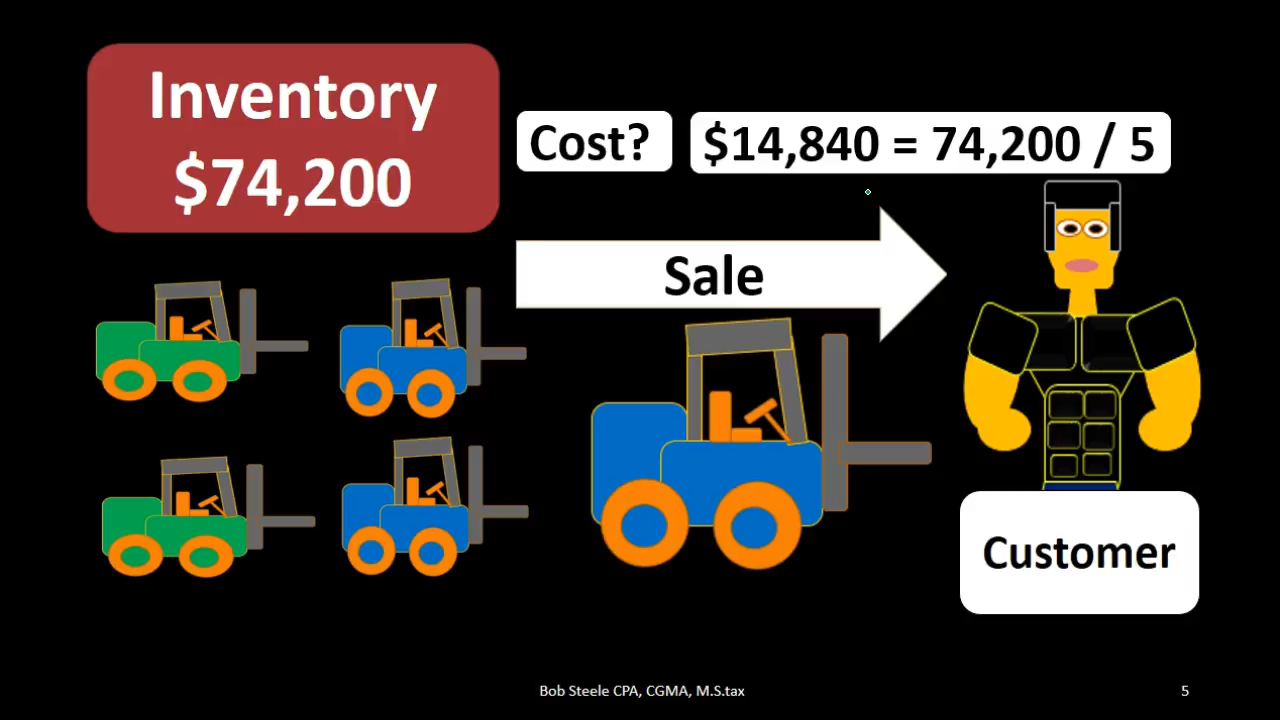 Inventory
$74,200
Cost?
$14,840 = 74,200 / 5
Sale
Customer
Bob Steele CPA, CGMA, M.S.tax
5